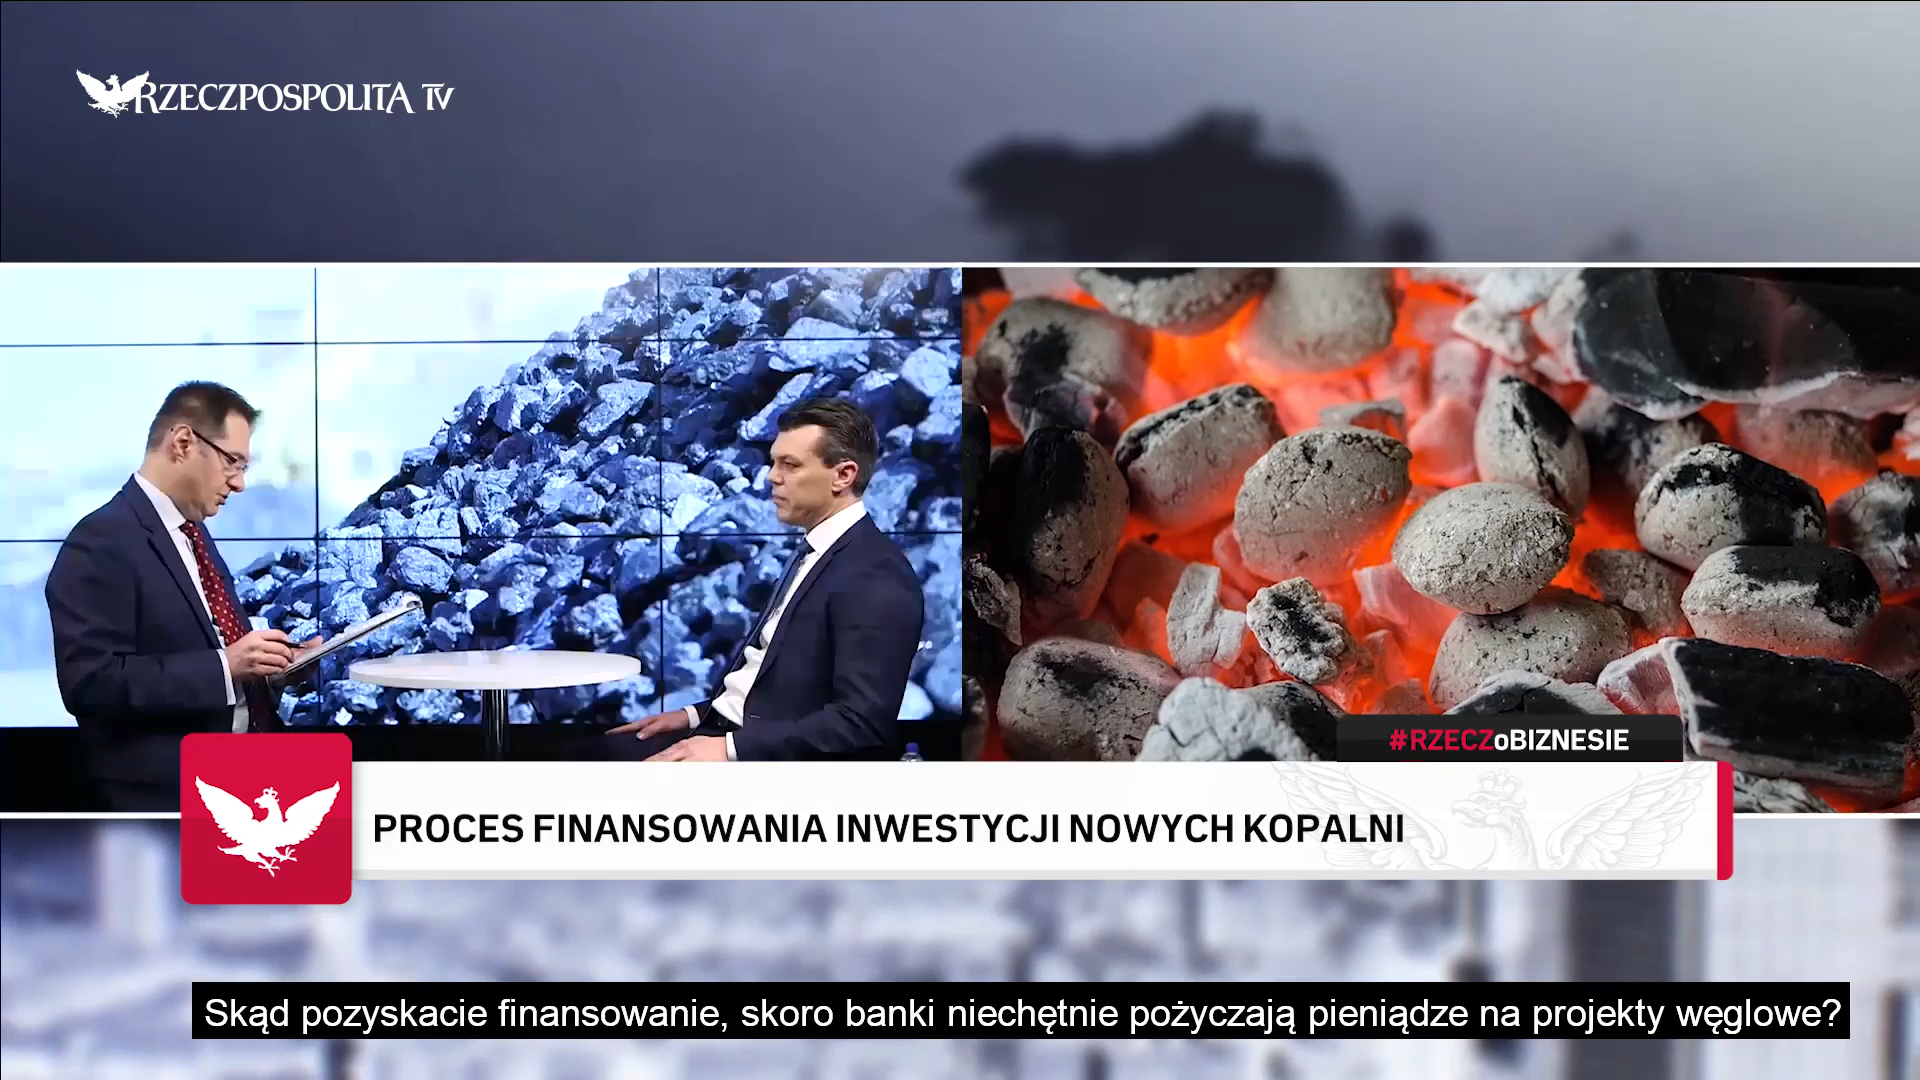 RZECZPOSPOLITA TV
#RZECZoBIZNESIE
PROCES FINANSOWANIA INWESTYCJI NOWYCH KOPALNI
Skąd pozyskacie finansowanie, skoro banki niechętnie pożyczają pieniądze na projekty węglowe?